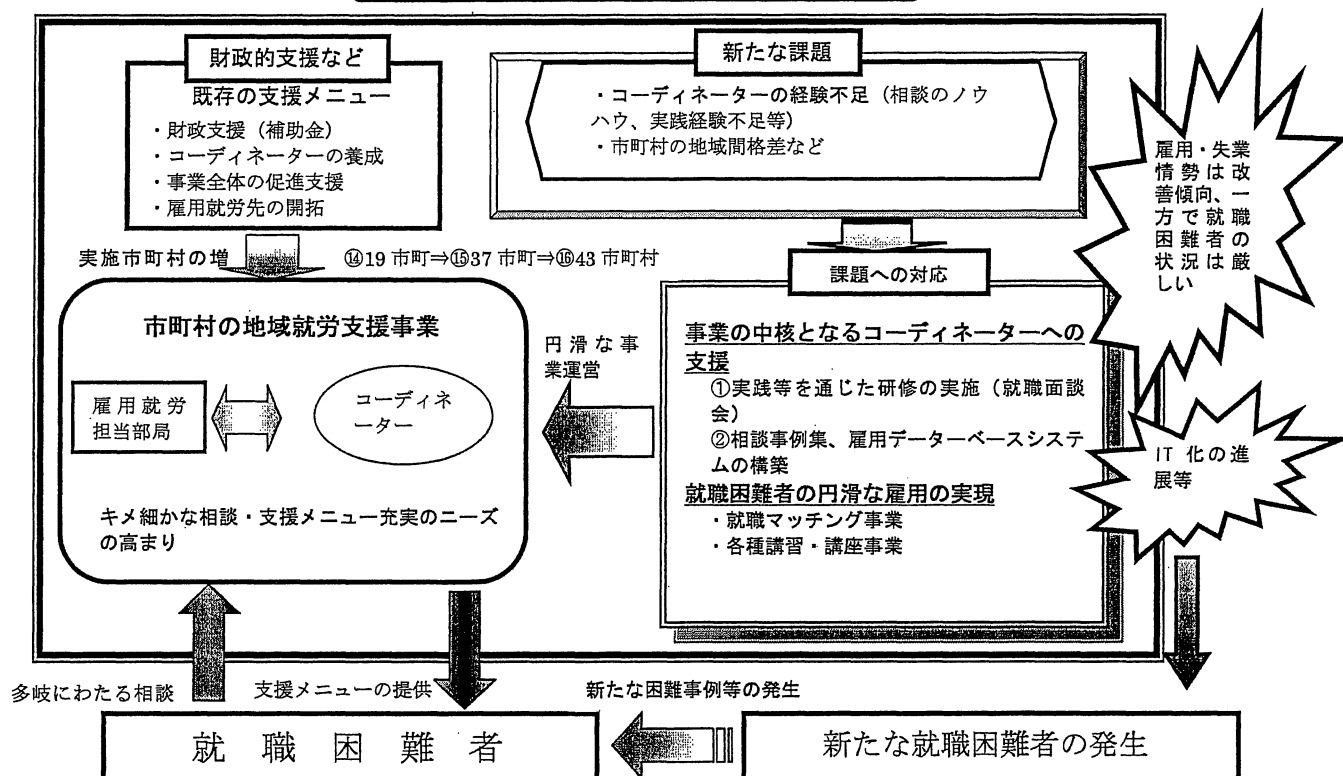 財政的支援など
既存の支援メニュー
・財政支援（補助金）
・コーディネーターの養成
・事業全体の促進支援
・雇用就労先の開拓
新たな課題
・コーディネーターの経験不足（相談のノウ
ハウ、実践経験不足等）
・市町村の地域間格差など
雇用・失業
情勢は改
善傾向、一
方で就職
困難者の
状況は厳
しい
実施市町村の増
⑭19 市町⇒⑮37 市町⇒⑯43 市町村
課題への対応
市町村の地域就労支援事業
雇用就労
担当部局
コーディネ
ーター
キメ細かな相談・支援メニュー充実のニーズ
の高まり
円滑な事
業運営
事業の中核となるコーディネーターへの
支援
①実践等を通じた研修の実施（就職面談
会）
②相談事例集、雇用データーベースシステ
ムの構築
就職困難者の円滑な雇用の実現
・就職マッチング事業
・各種講習・講座事業
IT 化の進
展等
多岐にわたる相談
支援メニューの提供
新たな困難事例等の発生
就職困難者
新たな就職困難者の発生